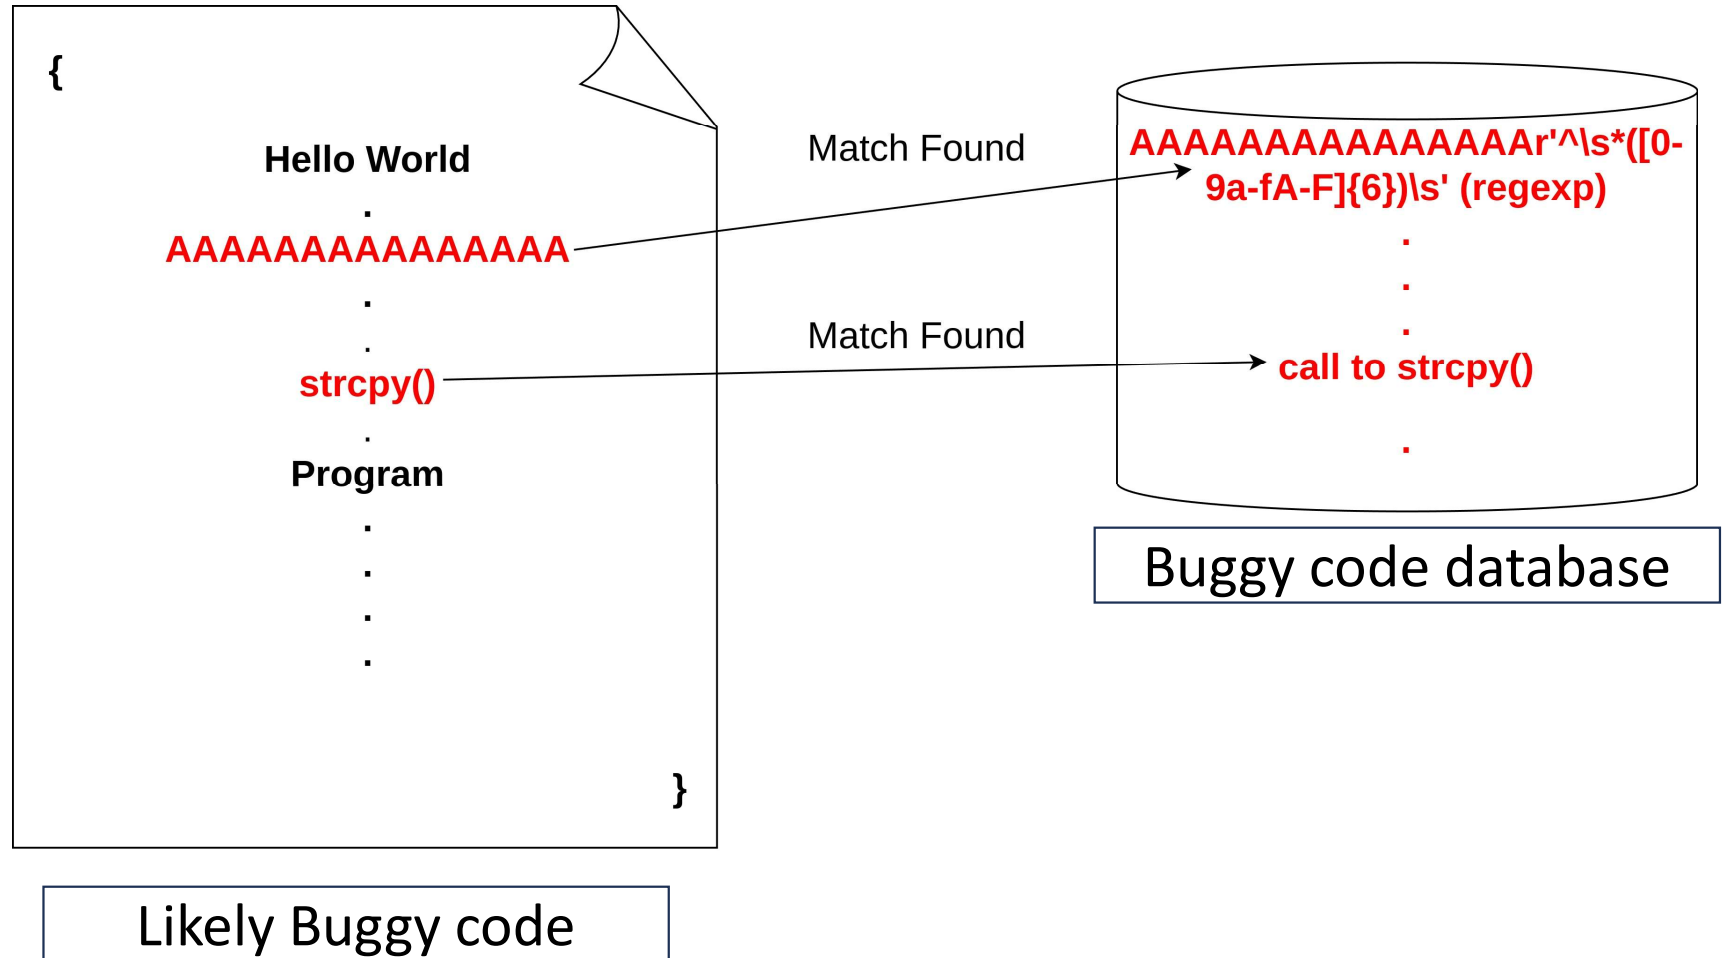 {
Hello World
.
AAAAAAAAAAAAAAA
.
.
strcpy()
.
Program
.
.
.
.
}
Likely Buggy code
Match Found
Match Found
AAAAAAAAAAAAAAAr'^\s*([0-
9a-fA-F]{6})\s' (regexp)
.
.
.
call to strcpy()
.
Buggy code database